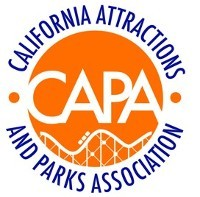 CALIFORNIA ATTRACTIONS
• CAPA •
AND PARKS ASSOCIATION